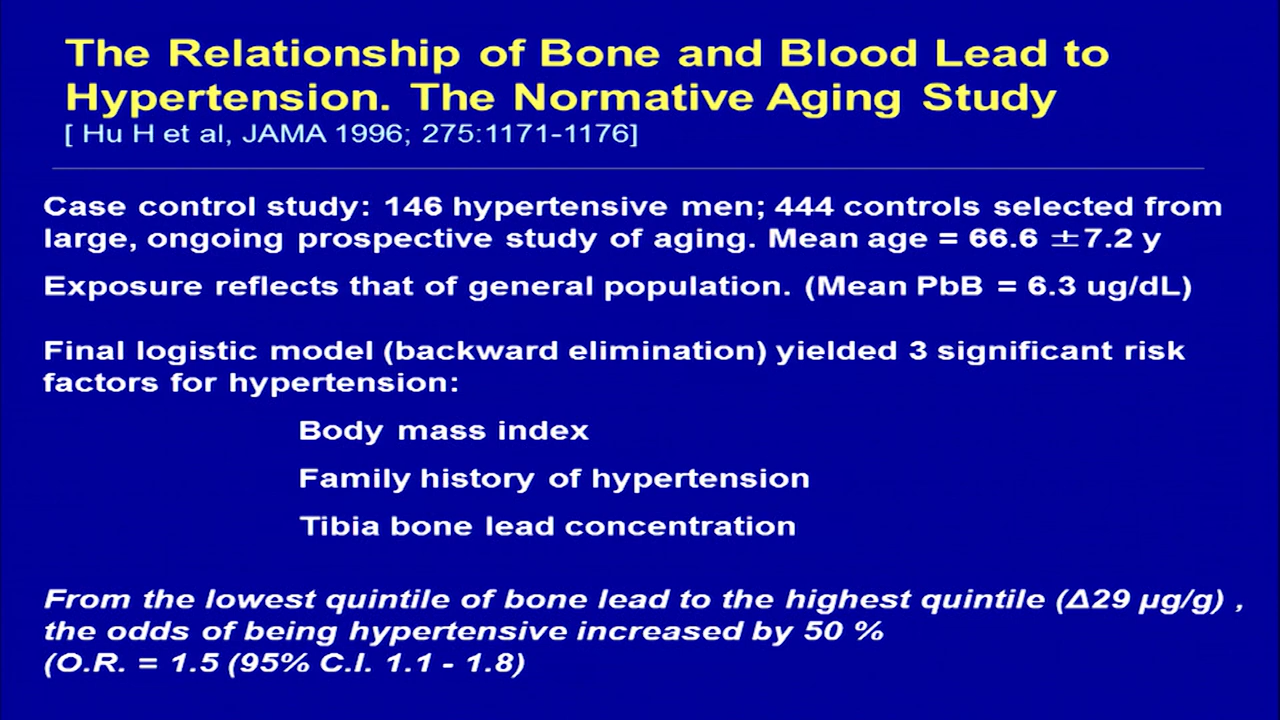 The Relationship of Bone and Blood Lead to
Hypertension. The Normative Aging Study
[ Hu H et al, JAMA 1996; 275:1171-1176]
Case control study: 146 hypertensive men; 444 controls selected from
large, ongoing prospective study of aging. Mean age = 66.6 ±7.2 y
Exposure reflects that of general population. (Mean PbB = 6.3 ug/dL)
Final logistic model (backward elimination) yielded 3 significant risk
factors for hypertension:
Body mass index
Family history of hypertension
Tibia bone lead concentration
From the lowest quintile of bone lead to the highest quintile (Δ29 µg/g) ,
the odds of being hypertensive increased by 50 %
(O.R. = 1.5 (95% C.I. 1.1 - 1.8)